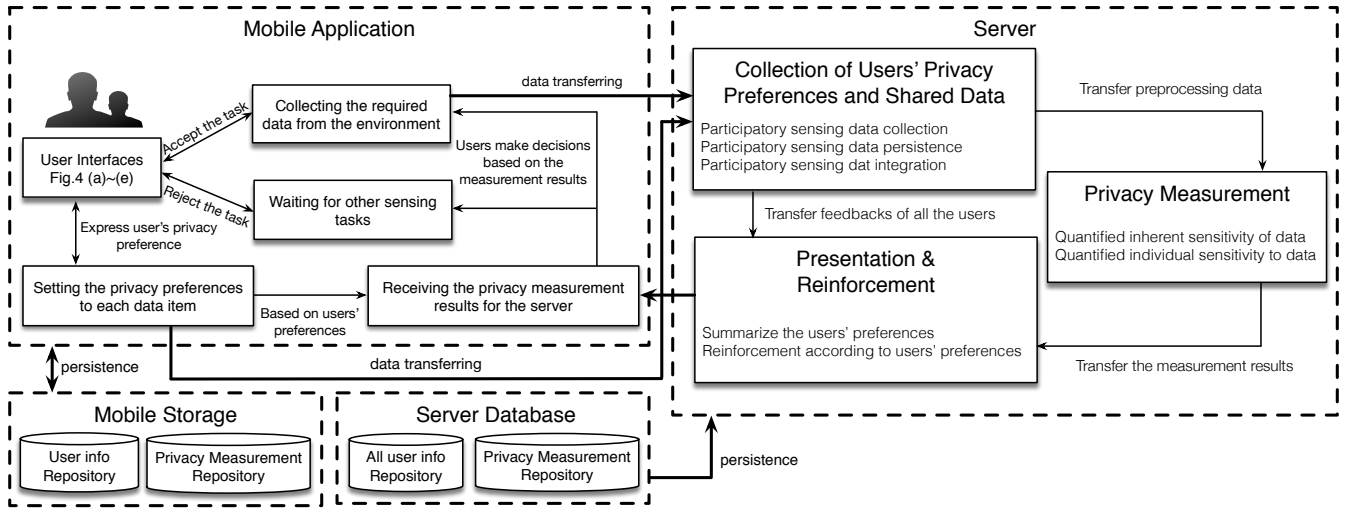 Mobile Application
Accept the task
Collecting the required
data from the environment
User Interfaces
Fig.4 (a)~(e)
Reject the task
Waiting for other sensing
tasks
Users make decisions
based on the
measurement results
Express user's privacy
preference
Setting the privacy preferences
to each data item
Based on users'
preferences
Receiving the privacy measurement
results for the server
data transferring
data transferring
Server
Collection of Users' Privacy
Preferences and Shared Data
Participatory sensing data collection
Participatory sensing data persistence
Participatory sensing dat integration
Transfer preprocessing data
Privacy Measurement
Quantified inherent sensitivity of data
Quantified individual sensitivity to data
Transfer feedbacks of all the users
Presentation &
Reinforcement
Summarize the users' preferences
Reinforcement according to users' preferences
Transfer the measurement results
persistence
Mobile Storage
User info
Repository
Privacy Measurement
Repository
Server Database
All user info
Repository
Privacy Measurement
Repository
persistence